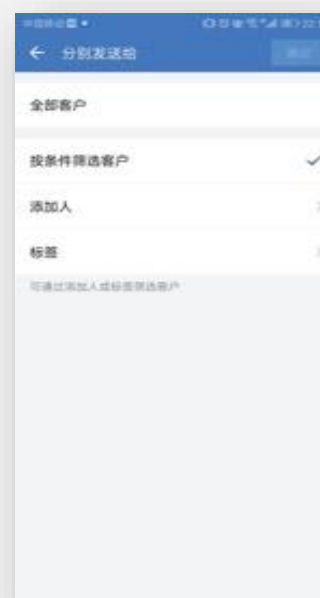 分别发送给
全部客户
按条件筛选客户
添加人
标签
可通过添加人或标签筛选客户